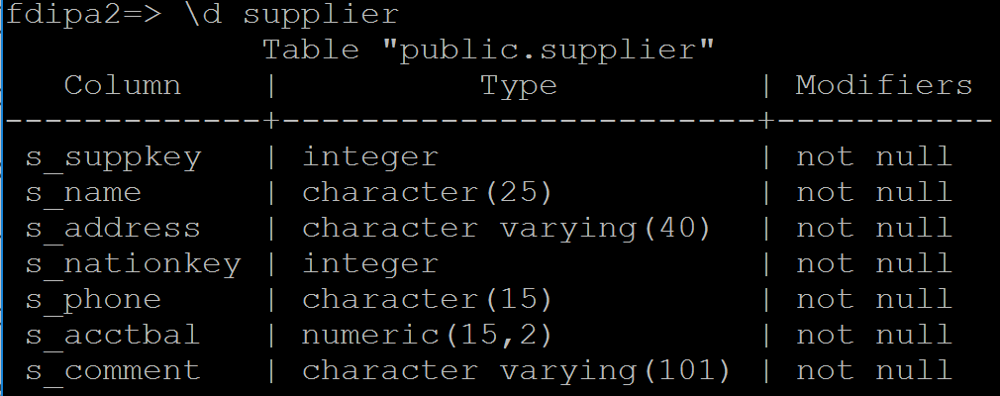 fdipa2=> \d supplier
Table "public.supplier"
Column | Type | Modifiers
-------------+------------------------+-----------
s_suppkey | integer | not null
s_name | character(25) | not null
s_address | character varying(40) | not null
s_nationkey | integer | not null
s_phone | character(15) | not null
s_acctbal | numeric(15,2) | not null
s_comment | character varying(101) | not null